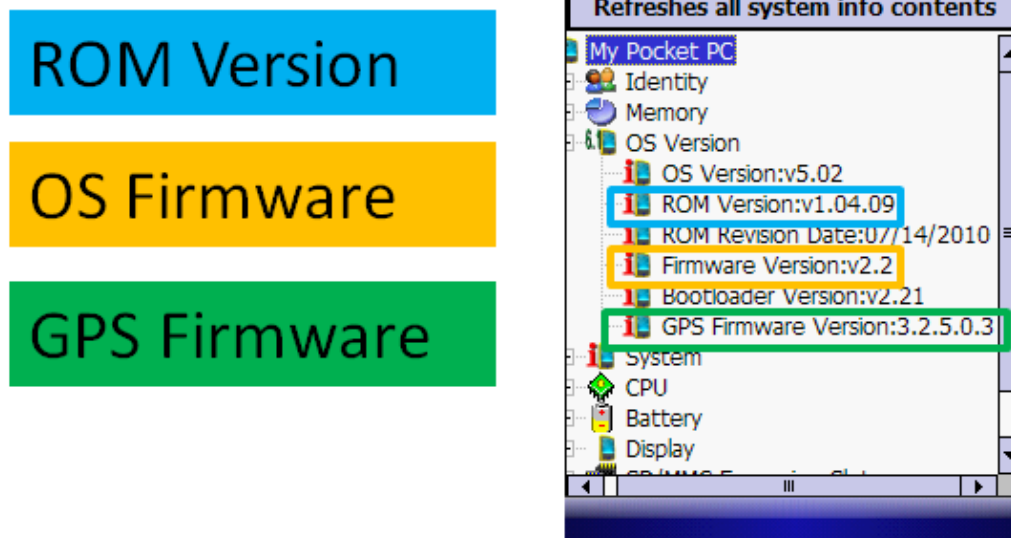 ROM Version
OS Firmware
GPS Firmware
Refreshes all system info contents
My Pocket PC
Identity
Memory
6.1 OS Version
OS Version:v5.02
ROM Version:v1.04.09
ROM Revision Date:07/14/2010
Firmware Version:v2.2
Bootloader Version:v2.21
GPS Firmware Version:3.2.5.0.3
System
CPU
Battery
Display